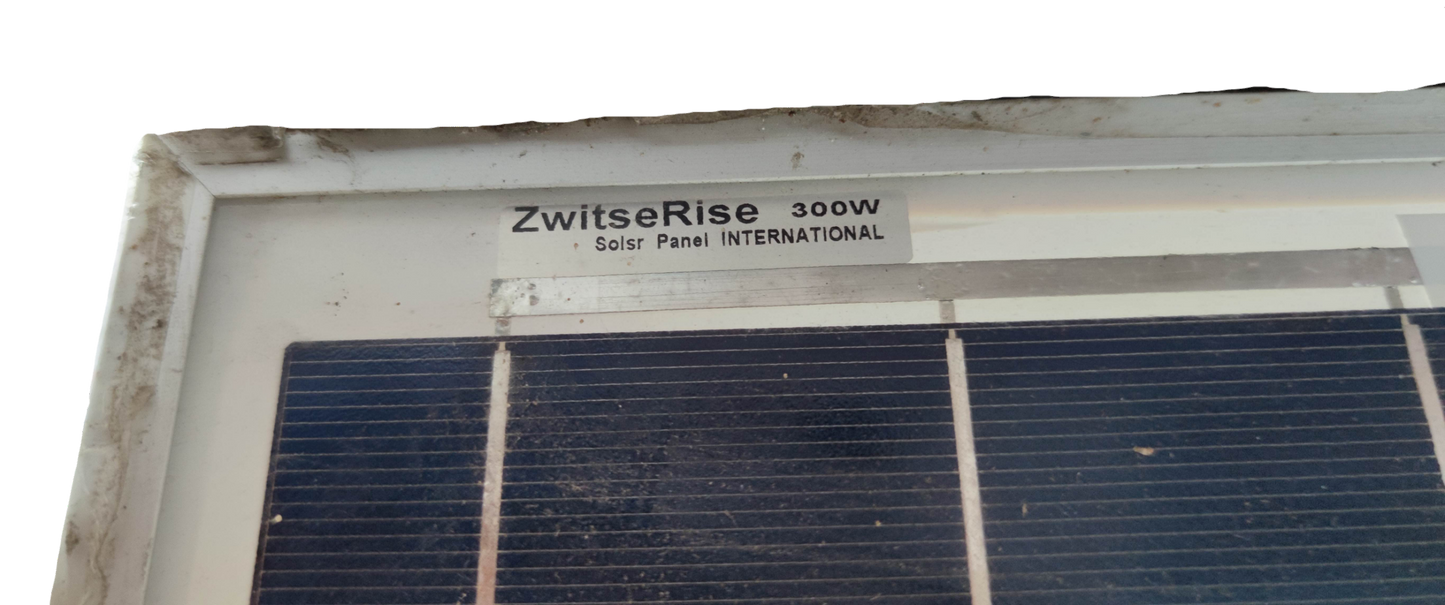 ZwitseRise 300W
Solsr Panel INTERNATIONAL